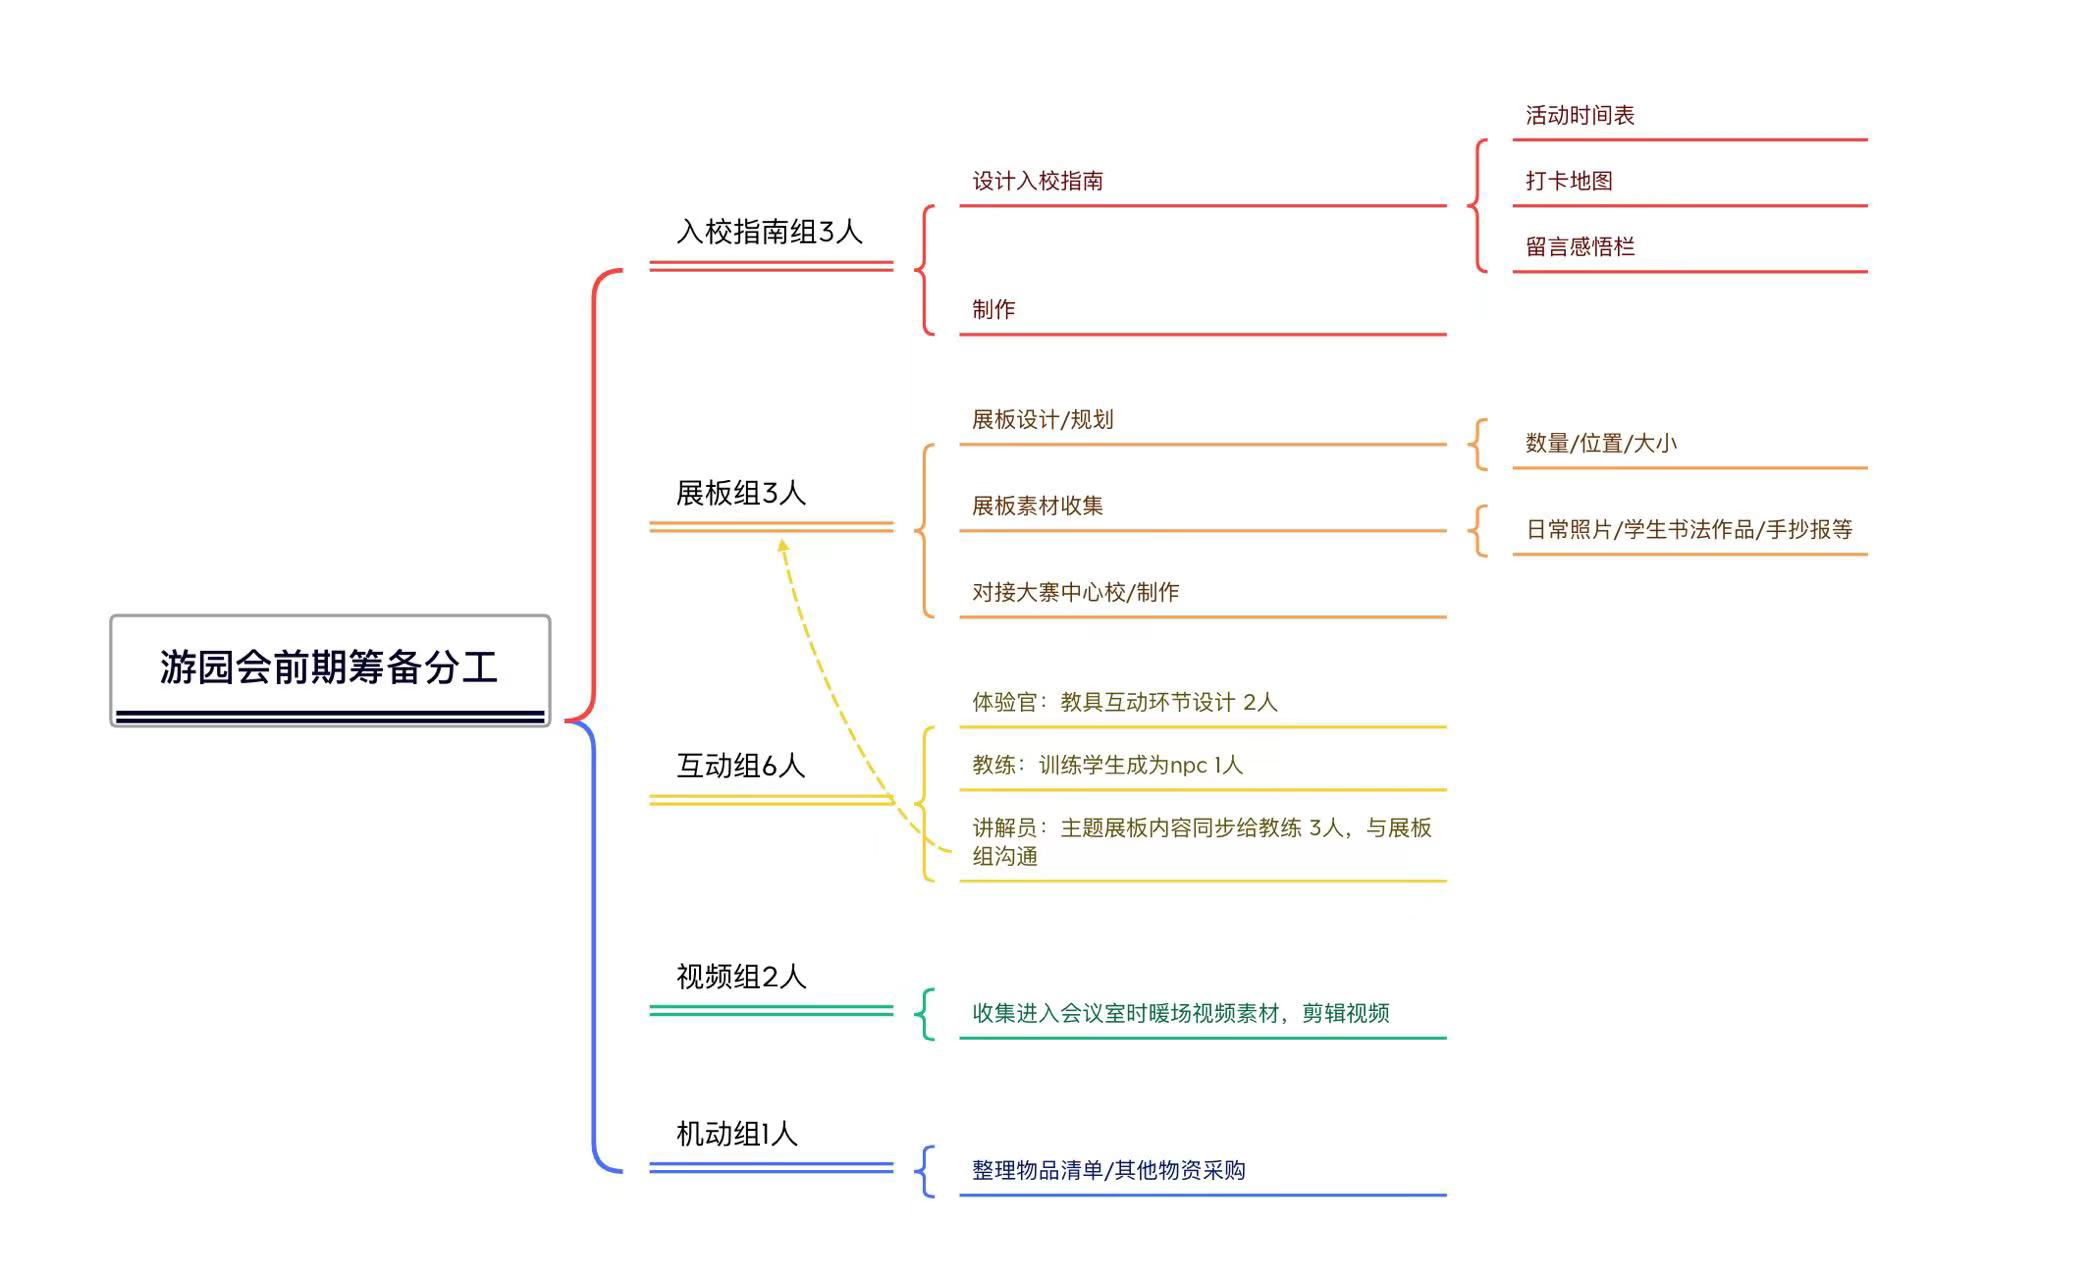 游园会前期筹备分工
入校指南组3人
设计入校指南
活动时间表
打卡地图
留言感悟栏
制作
展板组3人
展板设计/规划
数量/位置/大小
展板素材收集
日常照片/学生书法作品/手抄报等
对接大寨中心校/制作
互动组6人
体验官：教具互动环节设计 2人
教练：训练学生成为npc 1人
讲解员：主题展板内容同步给教练 3人，与展板
组沟通
视频组2人
收集进入会议室时暖场视频素材，剪辑视频
机动组1人
整理物品清单/其他物资采购